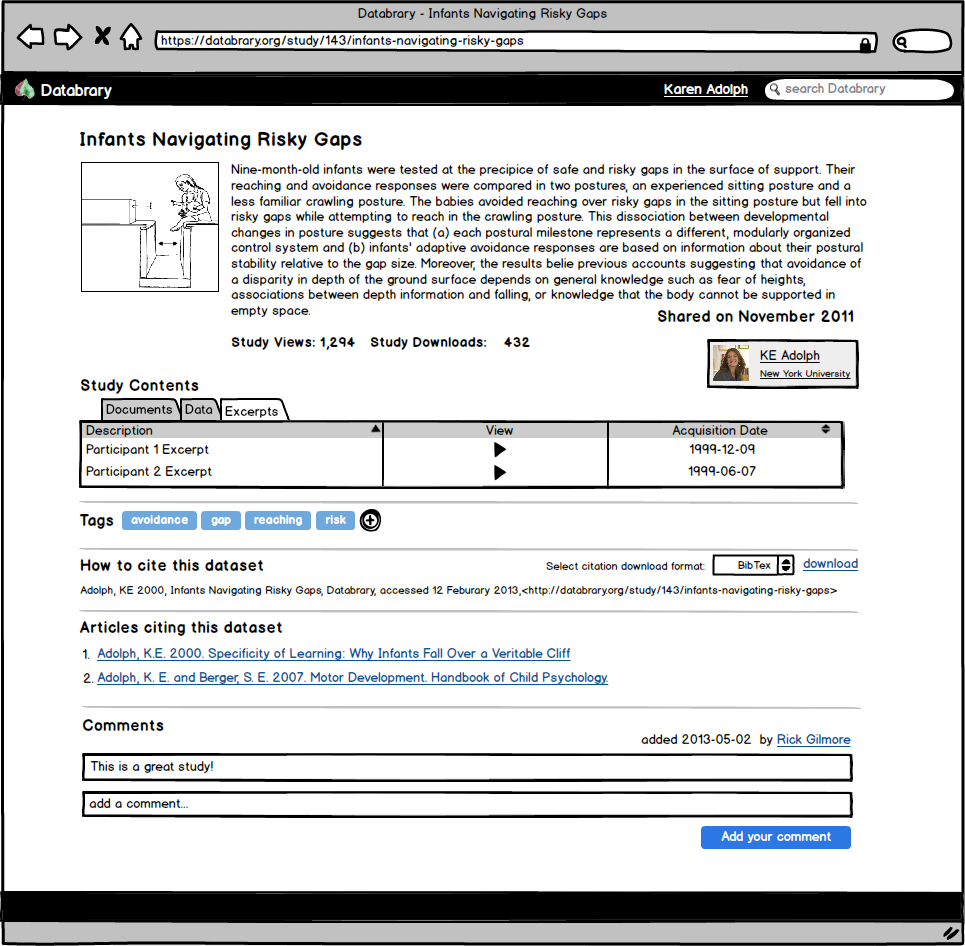 Databrary - Infants Navigating Risky Gaps
https://databrary.org/study/143/infants-navigating-risky-gaps
Databrary
Karen Adolph
search Databrary
Infants Navigating Risky Gaps
Nine-month-old infants were tested at the precipice of safe and risky gaps in the surface of support. Their
reaching and avoidance responses were compared in two postures, an experienced sitting posture and a
less familiar crawling posture. The babies avoided reaching over risky gaps in the sitting posture but fell into
risky gaps while attempting to reach in the crawling posture. This dissociation between developmental
changes in posture suggests that (a) each postural milestone represents a different, modularly organized
control system and (b) infants' adaptive avoidance responses are based on information about their postural
stability relative to the gap size. Moreover, the results belie previous accounts suggesting that avoidance of
a disparity in depth of the ground surface depends on general knowledge such as fear of heights,
associations between depth information and falling, or knowledge that the body cannot be supported in
empty space.
Shared on November 2011
Study Views: 1,294 Study Downloads: 432
KE Adolph
New York University
Study Contents
Documents Data Excerpts
Description View Acquisition Date
Participant 1 Excerpt 1999-12-09
Participant 2 Excerpt 1999-06-07
Tags avoidance gap reaching risk
How to cite this dataset
Select citation download format: BibTex download
Adolph, KE 2000, Infants Navigating Risky Gaps, Databrary, accessed 12 Feburary 2013,<http://databrary.org/study/143/infants-navigating-risky-gaps>
Articles citing this dataset
1. Adolph, K.E. 2000. Specificity of Learning: Why Infants Fall Over a Veritable Cliff
2. Adolph, K. E. and Berger, S. E. 2007. Motor Development. Handbook of Child Psychology.
Comments
added 2013-05-02 by Rick Gilmore
This is a great study!
add a comment...
Add your comment